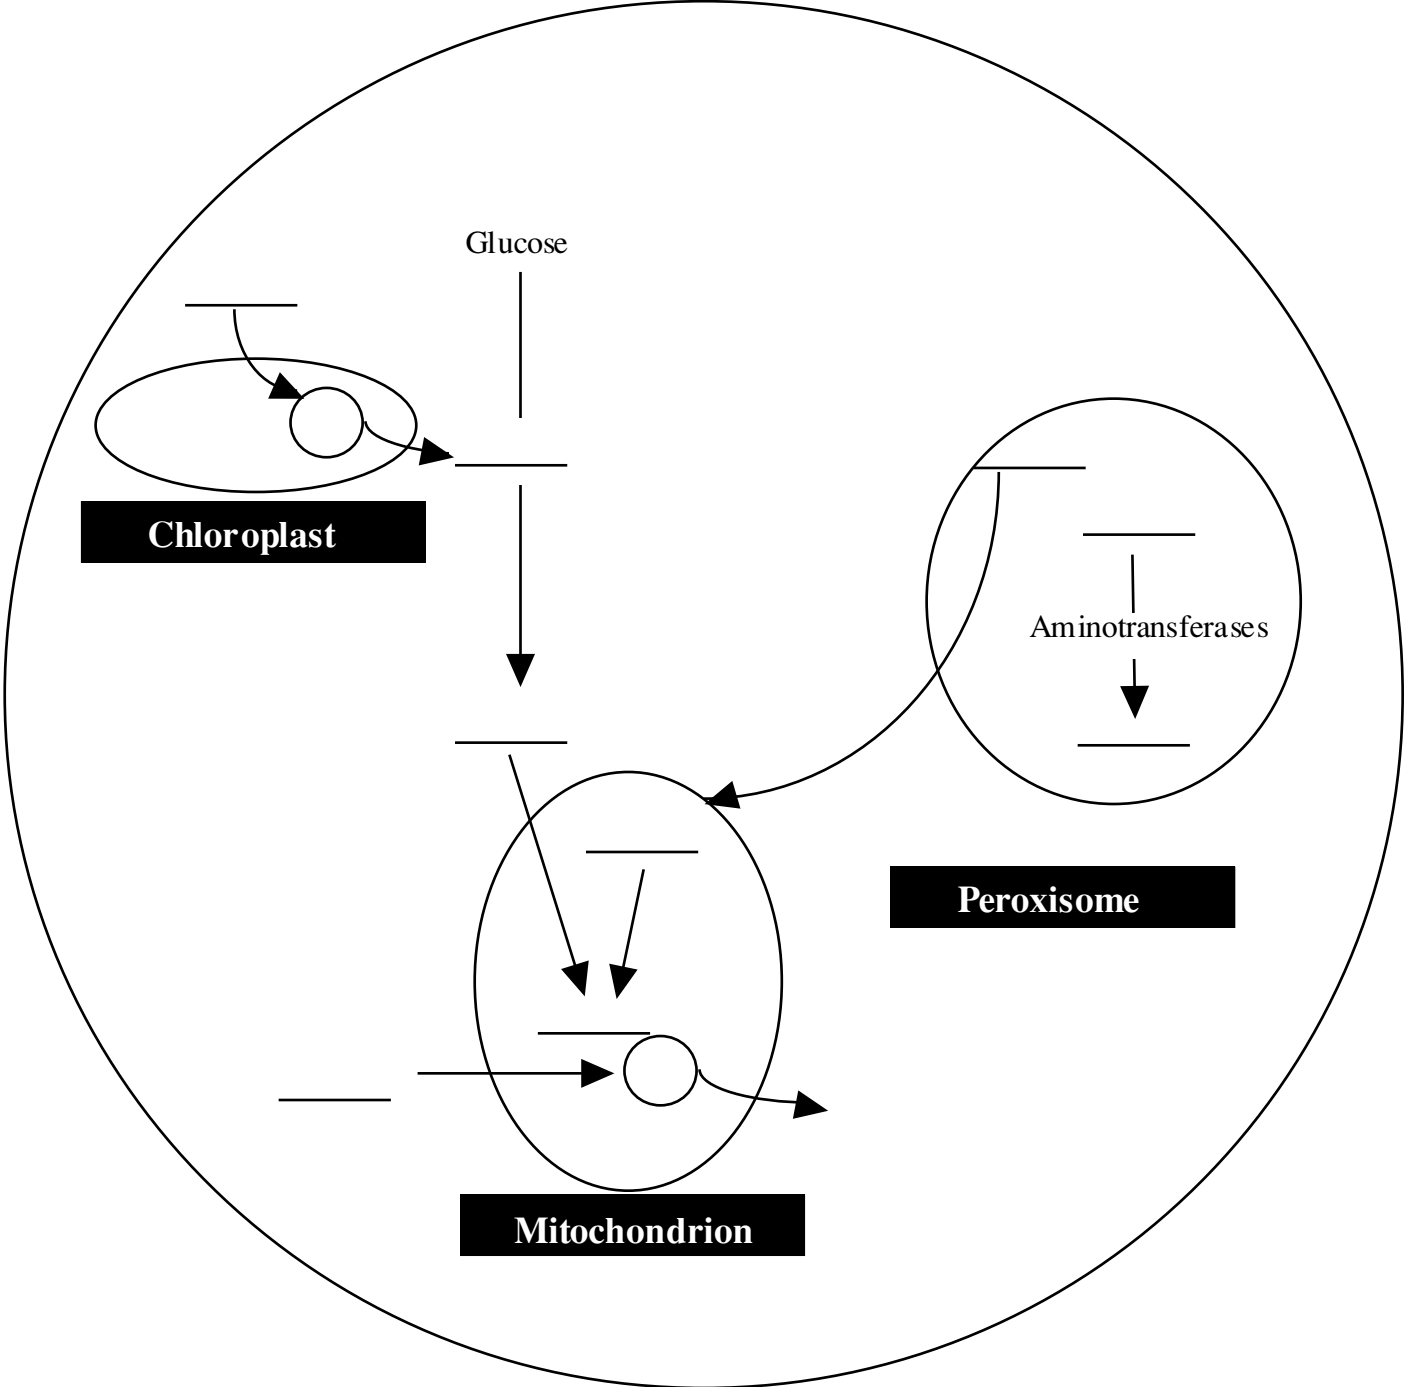 Glucose
Chloroplast
Aminotransferases
Peroxisome
Mitochondrion